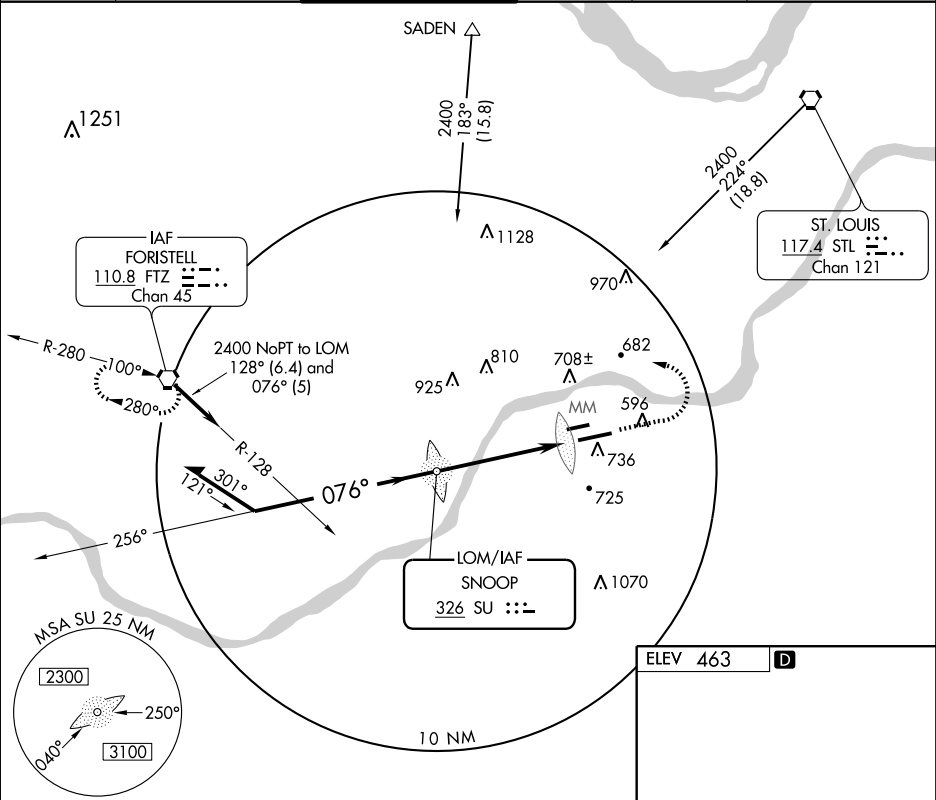 SADEN
2400
183°
(15.8)
1251
2400
224°
(18.8)
ST. LOUIS
117.4 STL
Chan 121
1128
970
IAF
FORISTELL
110.8 FTZ
Chan 45
R-280
100°
280°
2400 NoPT to LOM
128° (6.4) and
076° (5)
682
810
708±
925
MM
596
736
R-128
301°
121°
076°
725
256°
LOM/IAF
SNOOP
326 SU
1070
MSA SU 25 NM
2300
250°
040°
3100
10 NM
ELEV 463 D